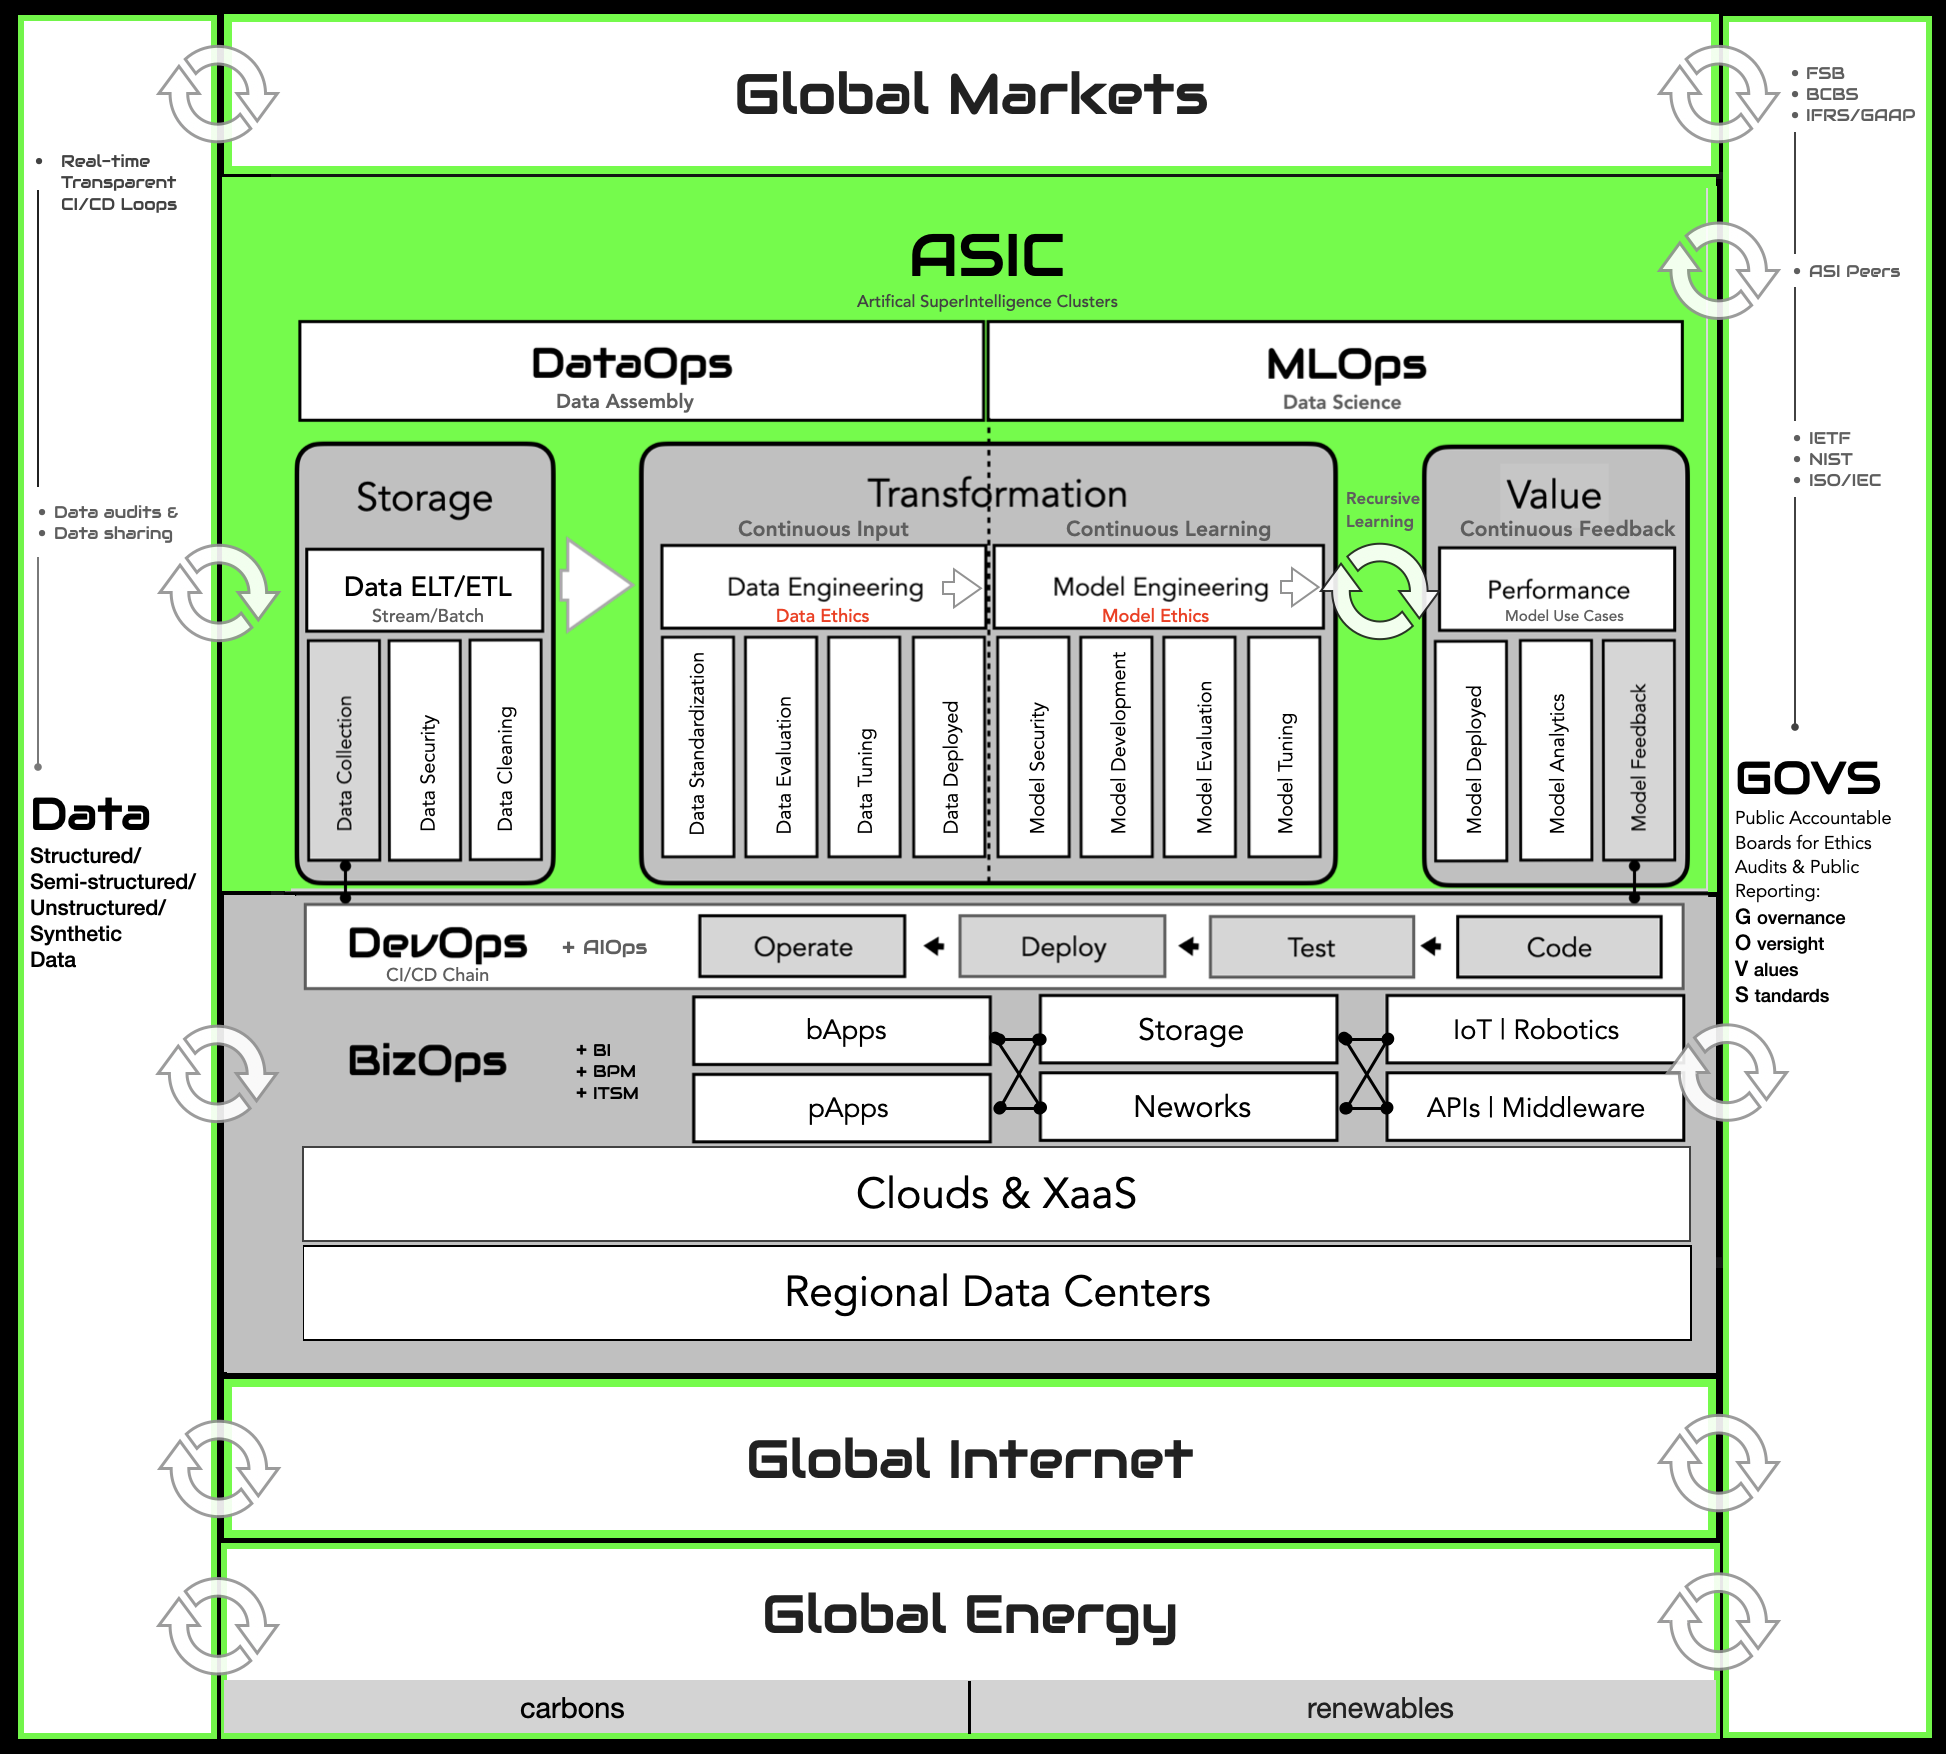 Global Markets
FSB
BCBS
IFRS/GAAP
Real-time
Transparent
CI/CD Loops
ASIC
Artifical SuperIntelligence Clusters
ASI Peers
DataOps
Data Assembly
MLOps
Data Science
IETF
NIST
ISO/IEC
Data audits &
Data sharing
Storage
Data ELT/ETL
Stream/Batch
Data Collection
Data Security
Data Cleaning
Transformation
Continuous Input
Continuous Learning
Data Engineering
Data Ethics
Model Engineering
Model Ethics
Data Standardization
Data Evaluation
Data Tuning
Data Deployed
Model Security
Model Development
Model Evaluation
Model Tuning
Recursive
Learning
Value
Continuous Feedback
Performance
Model Use Cases
Model Deployed
Model Analytics
Model Feedback
Data
Structured/
Semi-structured/
Unstructured/
Synthetic
Data
GOVS
Public Accountable
Boards for Ethics
Audits & Public
Reporting:
G overnance
O versight
V alues
S tandards
DevOps
+ AIOps
CI/CD Chain
Operate
Deploy
Test
Code
BizOps
+ BI
+ BPM
+ ITSM
bApps
Storage
IoT | Robotics
pApps
Neworks
APIs | Middleware
Clouds & XaaS
Regional Data Centers
Global Internet
Global Energy
carbons
renewables